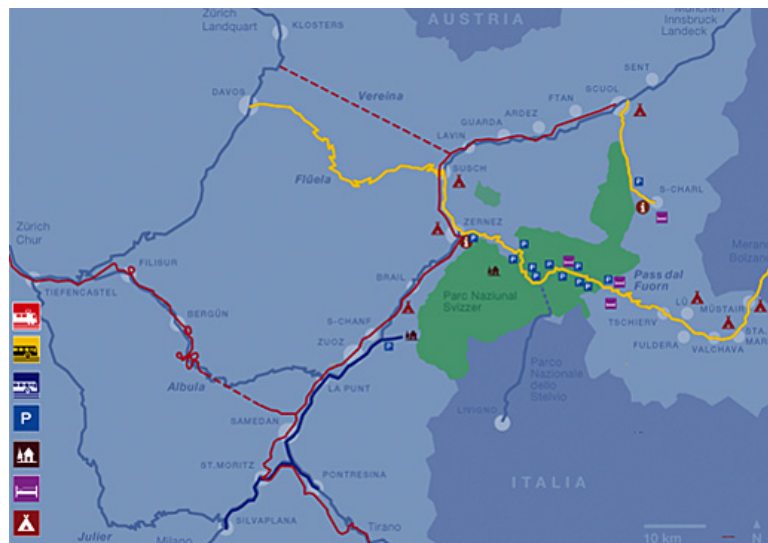 Zürich
Landquart
KLOSTERS
AUSTRIA
München
Innsbruck
Landeck
DAVOS
Vereina
SENT
SCUOL
FTAN
ARDEZ
GUARDA
LAVIN
SUSCH
Flüela
S-CHARL
Zürich
Chur
ZERNEZ
FILISUR
TIEFENCASTEL
BRAIL
Parc Naziunal
Svizzer
Pass dal
Fuorn
Meran
Bolzano
BERGÜN
S-CHANF
ZUOZ
TSCHIERV
LÜ
MÜSTAIR
STA.
MAR
FULDERA
VALCHAVA
Albula
LA PUNT
Parco
Nazionale
dello
Stelvio
LIVIGNO
SAMEDAN
ST.MORITZ
PONTRESINA
ITALIA
SILVAPLANA
Julier
Milano
Tirano
10 km
N
P